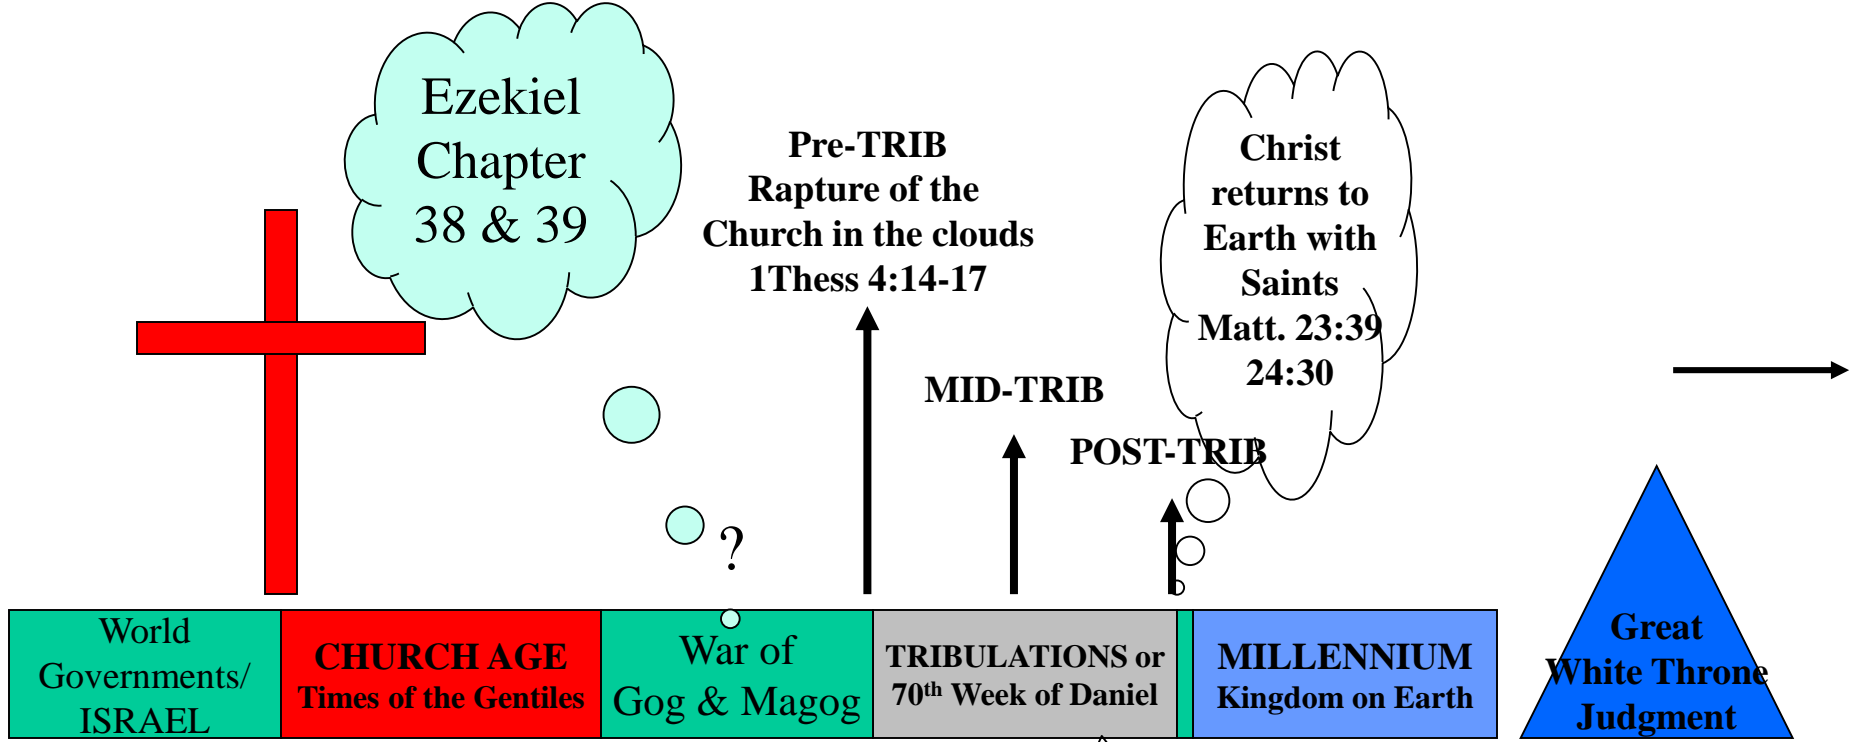 Ezekiel
Chapter
38 & 39
Pre-TRIB
Rapture of the
Church in the clouds
1Thess 4:14-17
MID-TRIB
POST-TRIB
Christ
returns to
Earth with
Saints
Matt. 23:39
24:30
?
World
Governments/
ISRAEL
CHURCH AGE
Times of the Gentiles
War of
Gog & Magog
TRIBULATIONS or
70th Week of Daniel
MILLENNIUM
Kingdom on Earth
Great
White Throne
Judgment